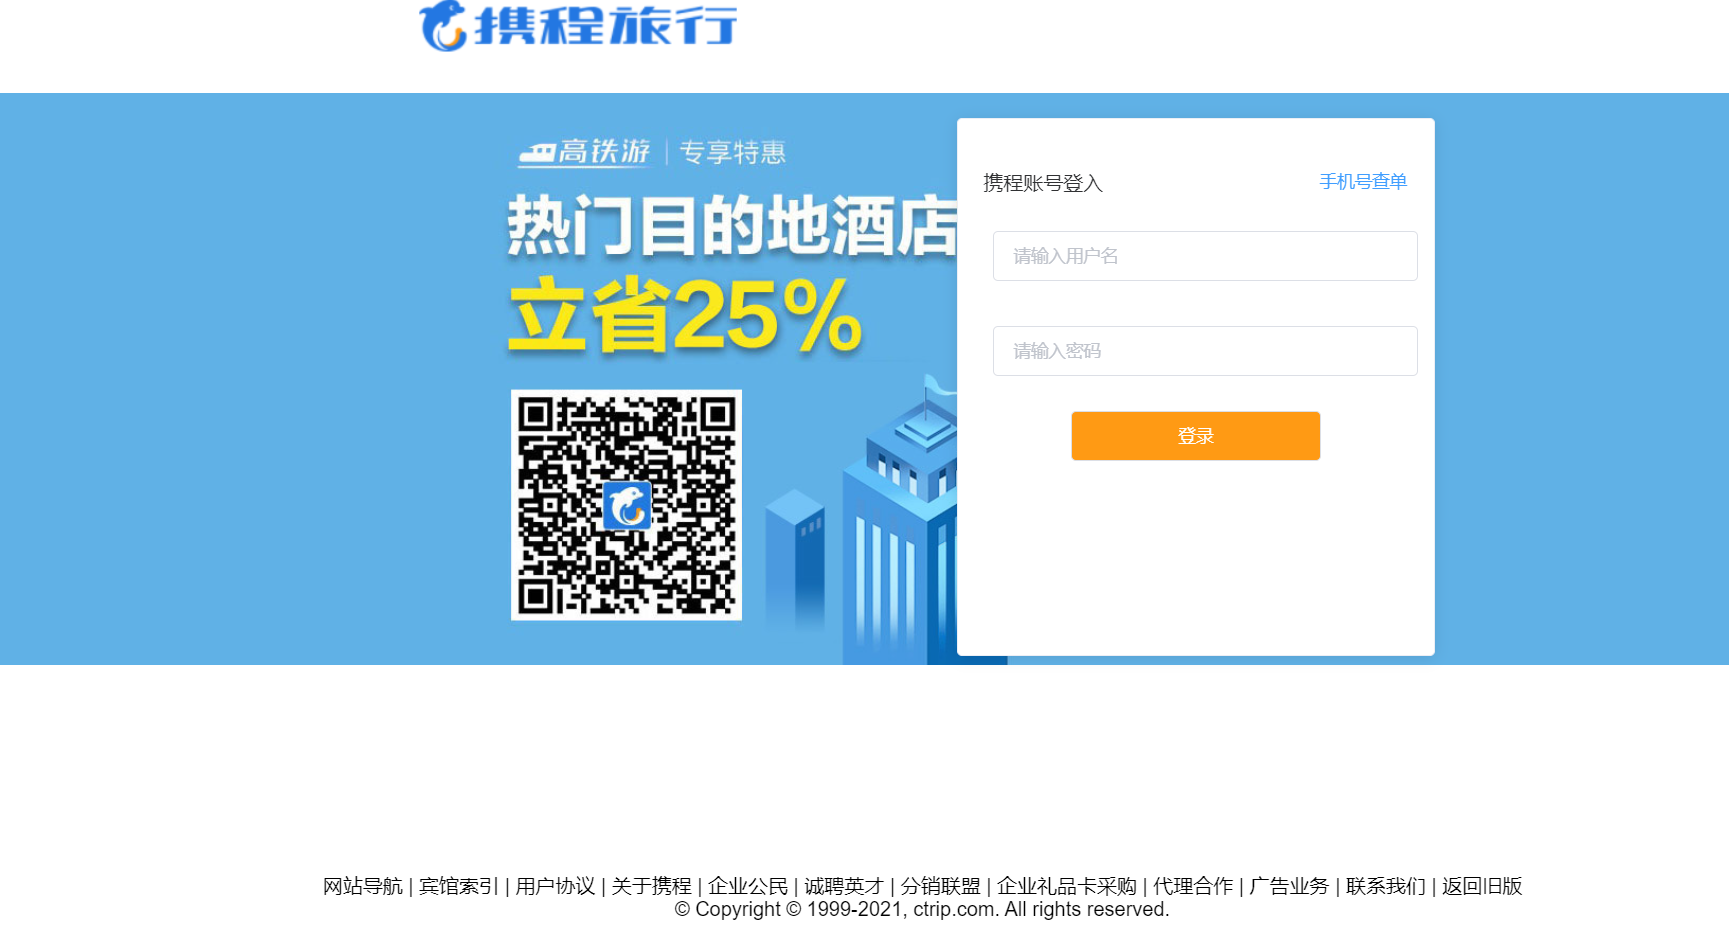 携程旅行
高铁游 | 专享特惠
热门目的地酒店
立省25%
携程账号登入
手机号查单
请输入用户名
请输入密码
登录
网站导航 | 宾馆索引 | 用户协议 | 关于携程 | 企业公民 | 诚聘英才 | 分销联盟 | 企业礼品卡采购 | 代理合作 | 广告业务 | 联系我们 | 返回旧版
© Copyright © 1999-2021, ctrip.com. All rights reserved.